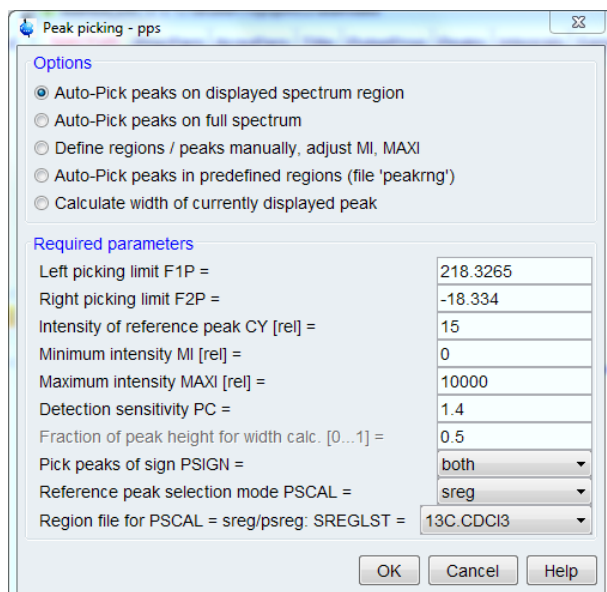 Peak picking - pps
Options
Auto-Pick peaks on displayed spectrum region
Auto-Pick peaks on full spectrum
Define regions / peaks manually, adjust MI, MAXI
Auto-Pick peaks in predefined regions (file 'peakrng')
Calculate width of currently displayed peak
Required parameters
Left picking limit F1P = 218.3265
Right picking limit F2P = -18.334
Intensity of reference peak CY [rel] = 15
Minimum intensity MI [rel] = 0
Maximum intensity MAXI [rel] = 10000
Detection sensitivity PC = 1.4
Fraction of peak height for width calc. [0...1] = 0.5
Pick peaks of sign PSIGN = both
Reference peak selection mode PSCAL = sreg
Region file for PSCAL = sreg/psreg: SREGLST = 13C.CDCl3
OK Cancel Help